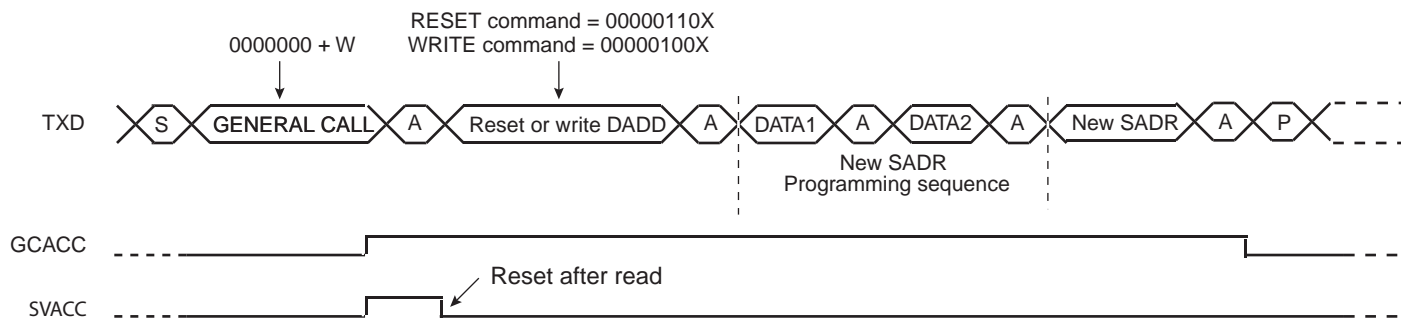 RESET command = 00000110X
0000000 + W
WRITE command = 00000100X
TXD
S
GENERAL CALL
A
Reset or write DADD
A
DATA1
A
DATA2
A
New SADR
A
P
New SADR
Programming sequence
GCACC
Reset after read
SVACC